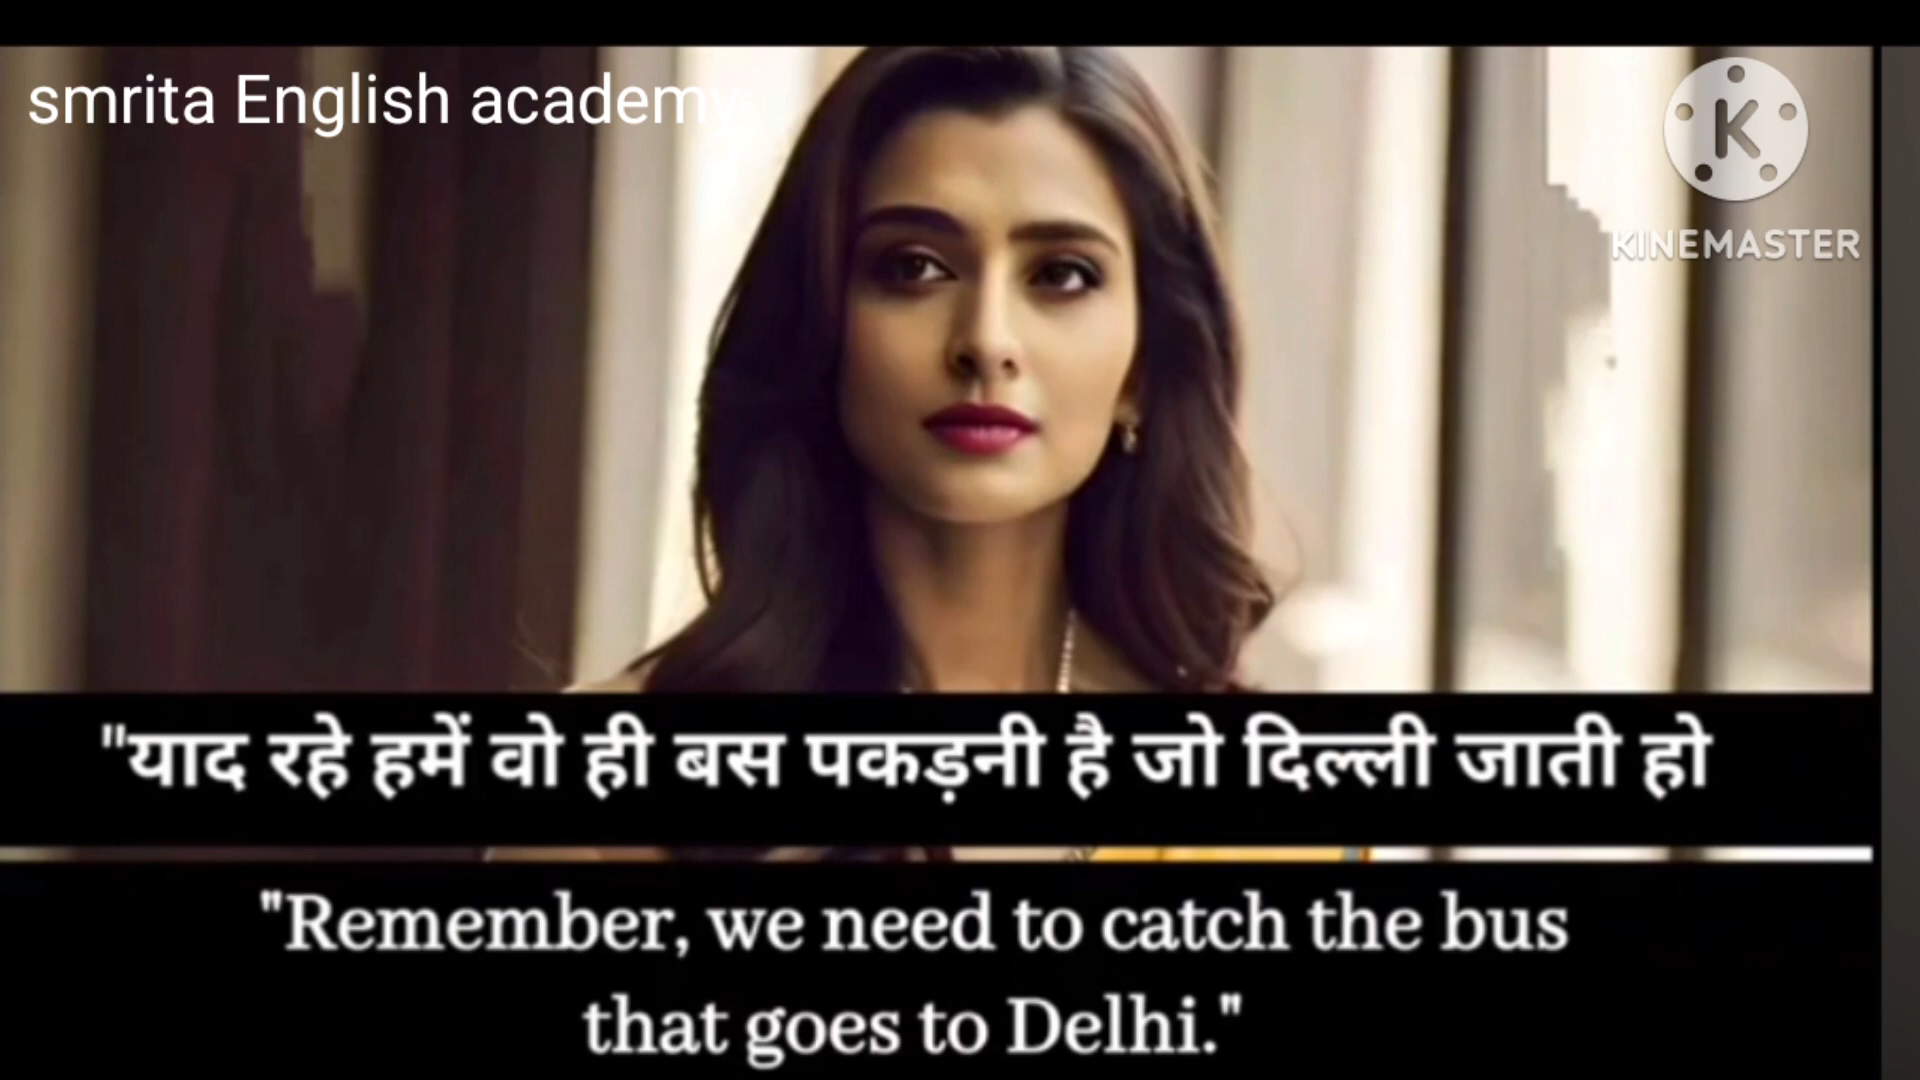 smrita English academy
K
KINEMASTER
"याद रहे हमें वो ही बस पकड़नी है जो दिल्ली जाती हो
"Remember, we need to catch the bus
that goes to Delhi."